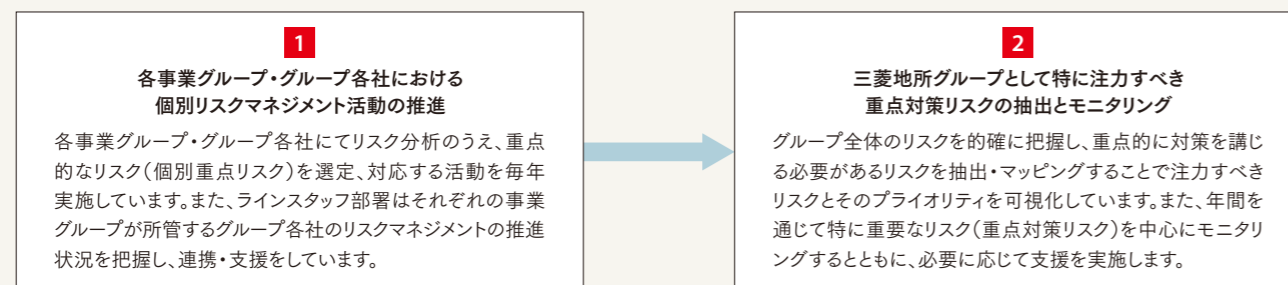 1
各事業グループ・グループ各社における
個別リスクマネジメント活動の推進
各事業グループ・グループ各社にてリスク分析のうえ、重点
的なリスク（個別重点リスク）を選定、対応する活動を毎年
実施しています。また、ラインスタッフ部署はそれぞれの事業
グループが所管するグループ各社のリスクマネジメントの推進
状況を把握し、連携・支援をしています。
2
三菱地所グループとして特に注力すべき
重点対策リスクの抽出とモニタリング
グループ全体のリスクを的確に把握し、重点的に対策を講じ
る必要があるリスクを抽出・マッピングすることで注力すべき
リスクとそのプライオリティを可視化しています。また、年間を
通じて特に重要なリスク（重点対策リスク）を中心にモニタリ
ングするとともに、必要に応じて支援を実施します。